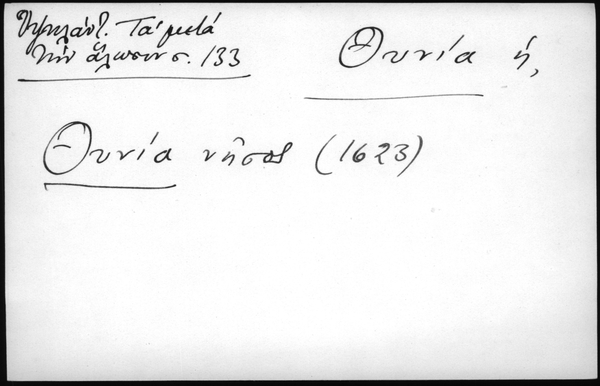 Ὑψηλάντ. Τὰ μετὰ
τὴν ἅλωσιν σ. 133
Θυνία ἡ,
Θυνία νῆσος (1623)